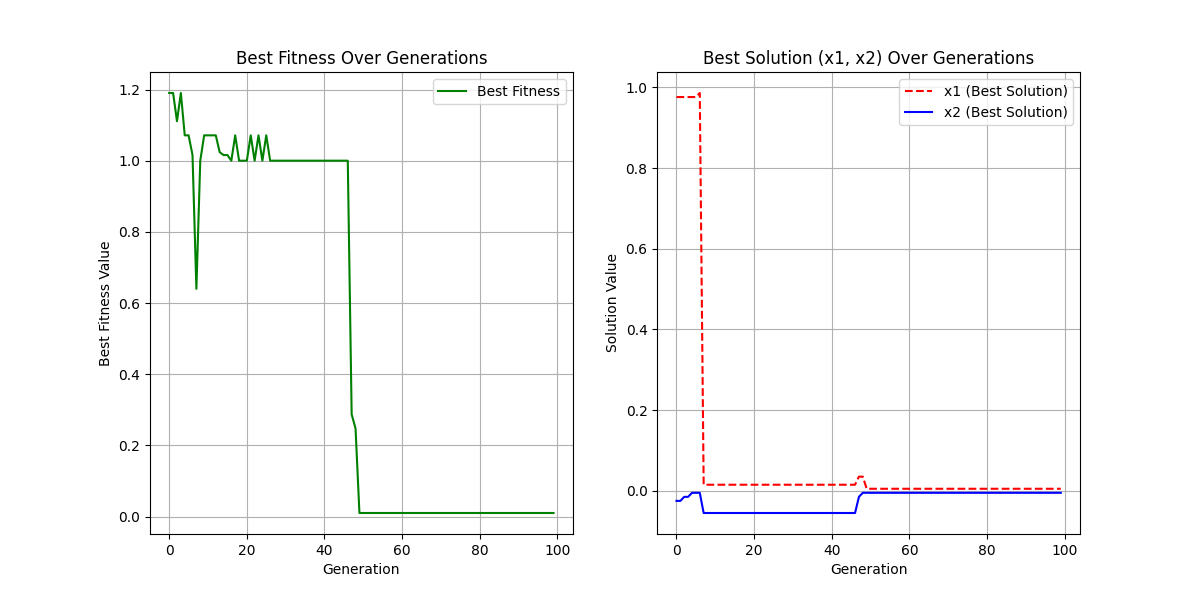 Best Fitness Over Generations
Best Fitness
Best Fitness Value
1.2
1.0
0.8
0.6
0.4
0.2
0.0
0 20 40 60 80 100
Generation
Best Solution (x1, x2) Over Generations
x1 (Best Solution)
x2 (Best Solution)
Solution Value
1.0
0.8
0.6
0.4
0.2
0.0
0 20 40 60 80 100
Generation